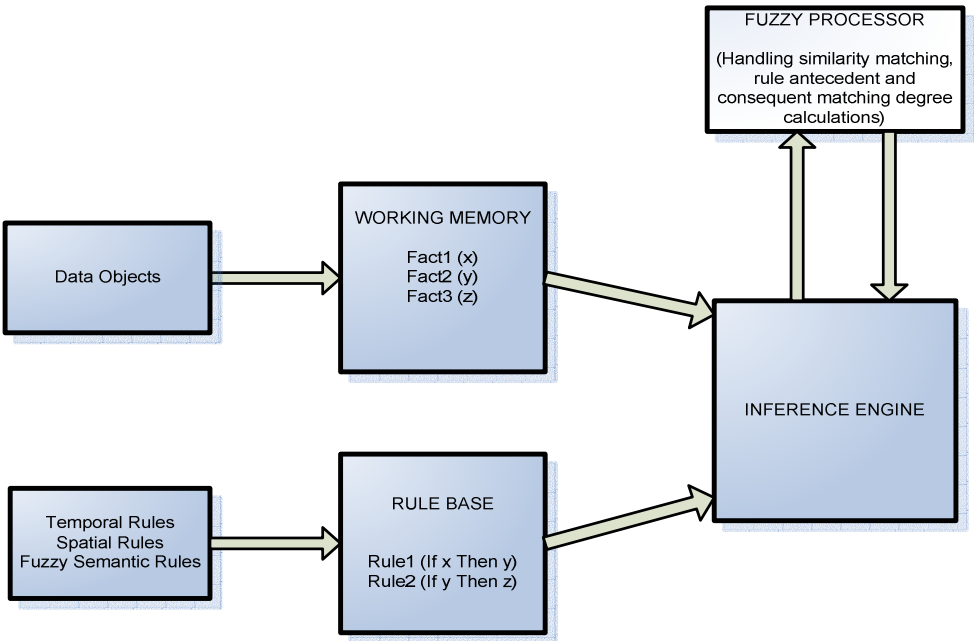 FUZZY PROCESSOR
(Handling similarity matching,
rule antecedent and
consequent matching degree
calculations)
WORKING MEMORY
Fact1 (x)
Fact2 (y)
Fact3 (z)
Data Objects
INFERENCE ENGINE
RULE BASE
Rule1 (If x Then y)
Rule2 (If y Then z)
Temporal Rules
Spatial Rules
Fuzzy Semantic Rules